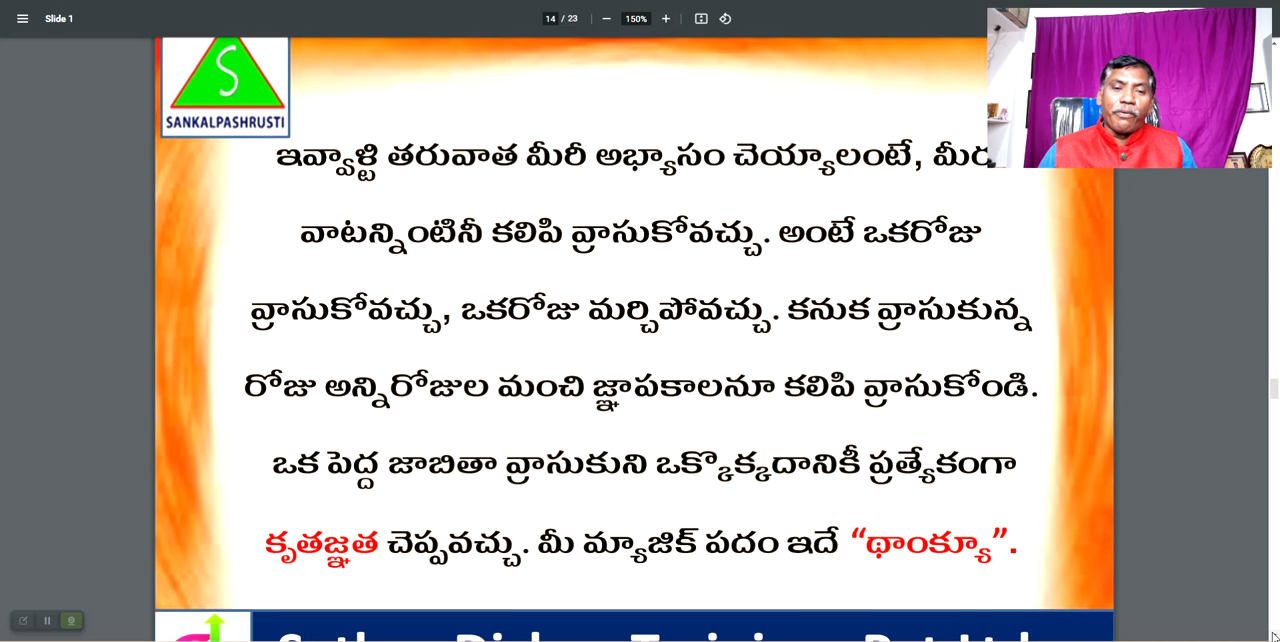 Slide 1
14 / 23
150%
S
SANKALPASHRUSTI
ఇవ్వాళ్టి తరువాత మీరీ అభ్యాసం చెయ్యాలంటే,
వాటన్నింటినీ కలిపి వ్రాసుకోవచ్చు. అంటే ఒకరోజు
వ్రాసుకోవచ్చు, ఒకరోజు మర్చిపోవచ్చు. కనుక వ్రాసుకున్న
రోజు అన్నిరోజుల మంచి జ్ఞాపకాలనూ కలిపి వ్రాసుకోండి.
ఒక పెద్ద జాబితా వ్రాసుకుని ఒక్కొక్కదానికీ ప్రత్యేకంగా
కృతజ్ఞత చెప్పవచ్చు. మీ మ్యాజిక్ పదం ఇదే “థాంక్యూ”.